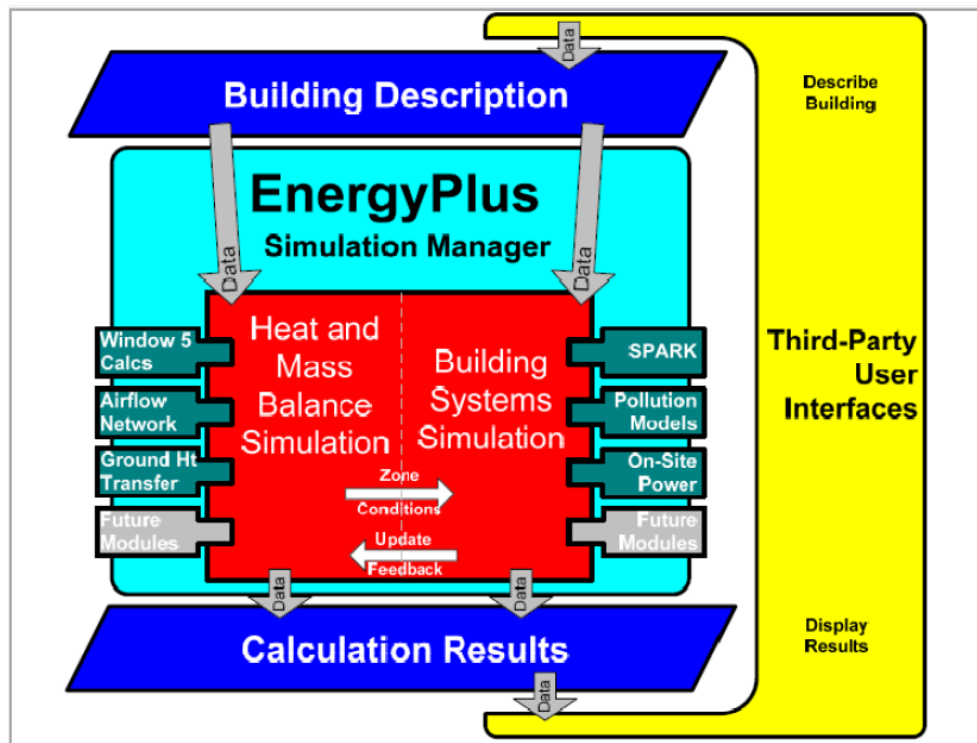 Data
Describe
Building
Building Description
EnergyPlus
Simulation Manager
Data
Data
Window 5
Calcs
Airflow
Network
Ground Ht
Transfer
Future
Modules
Heat and
Mass
Balance
Simulation
Building
Systems
Simulation
Zone
Conditions
Update
Feedback
SPARK
Pollution
Models
On-Site
Power
Future
Modules
Third-Party
User
Interfaces
Data
Data
Calculation Results
Display
Results
Data